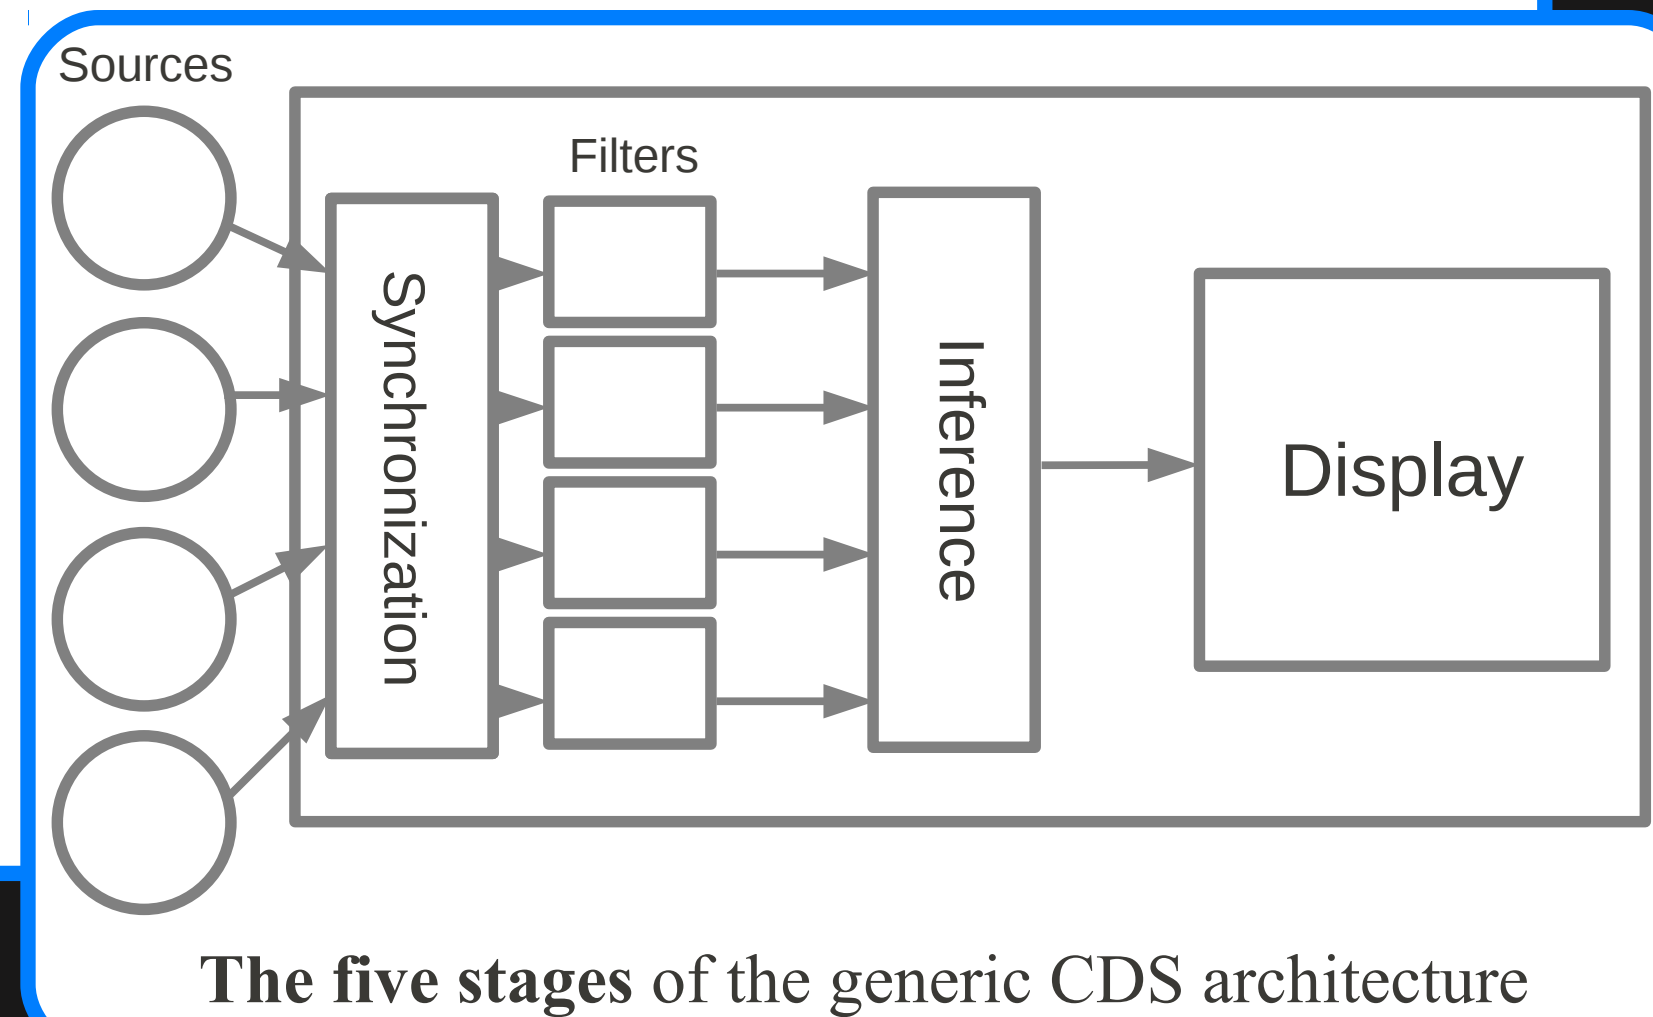 Sources
Filters
Synchronization
Inference
Display
The five stages of the generic CDS architecture